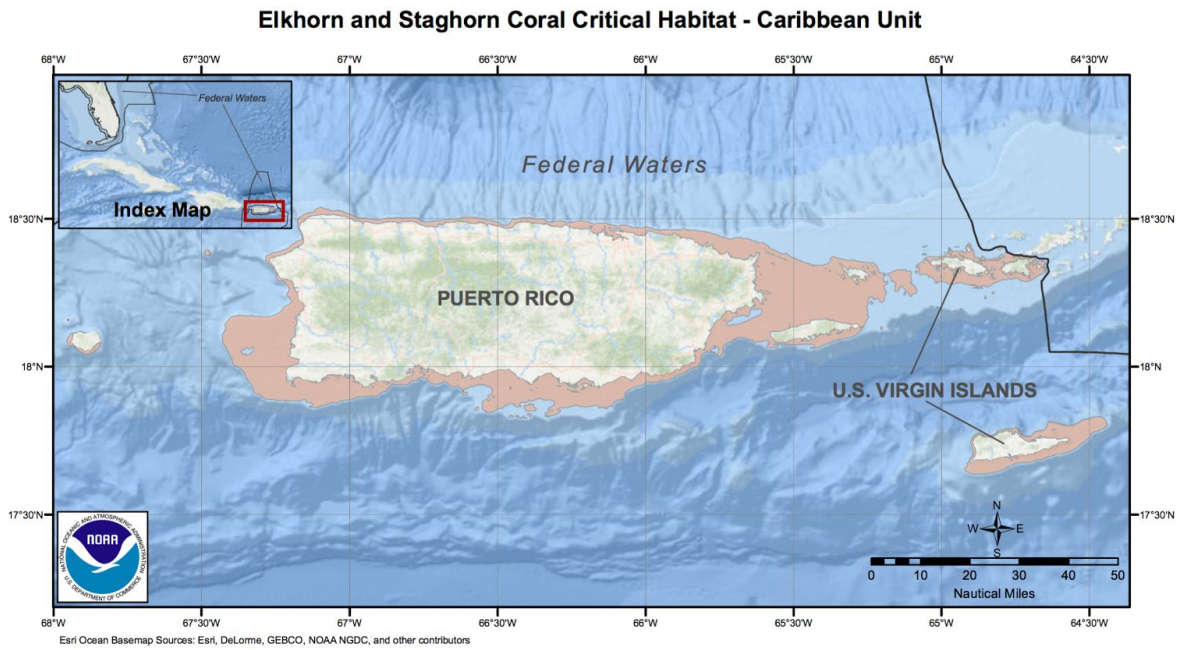 Elkhorn and Staghorn Coral Critical Habitat - Caribbean Unit
68°W 67°30'W 67°W 66°30'W 66°W 65°30'W 65°W 64°30'W
Federal Waters
Index Map
Federal Waters
18°30'N 18°30'N
PUERTO RICO
18°N 18°N
U.S. VIRGIN ISLANDS
17°30'N 17°30'N
NATIONAL OCEANIC AND ATMOSPHERIC ADMINISTRATION
NOAA
U.S. DEPARTMENT OF COMMERCE
N
W E
S
0 10 20 30 40 50
Nautical Miles
68°W 67°30'W 67°W 66°30'W 66°W 65°30'W 65°W 64°30'W
Esri Ocean Basemap Sources: Esri, DeLorme, GEBCO, NOAA NGDC, and other contributors